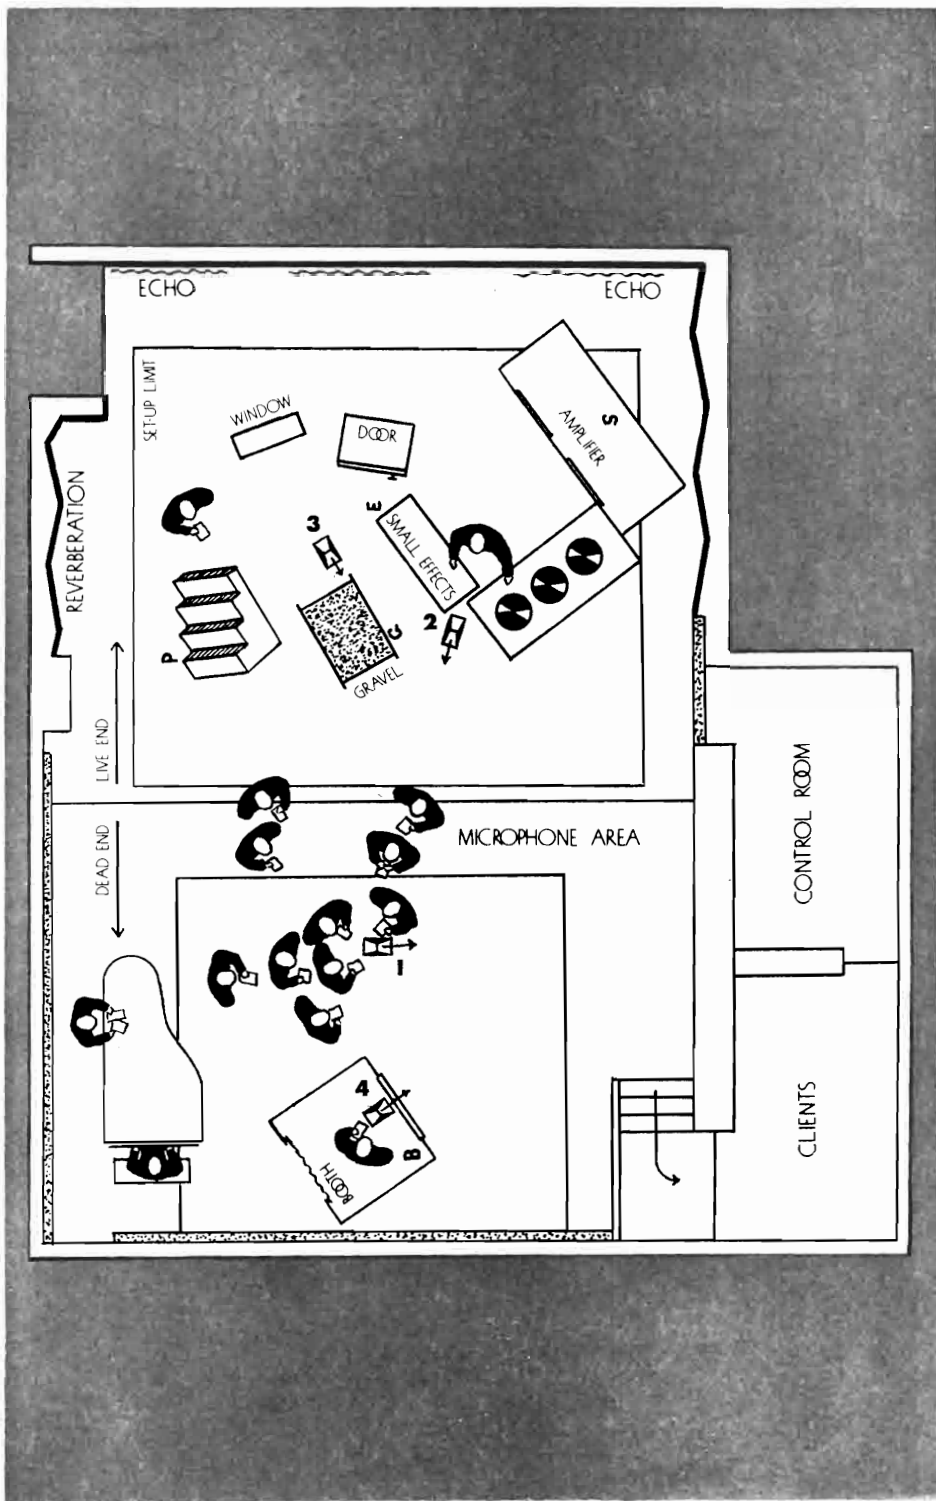 ECHO
ECHO
SET-UP LIMIT
WINDOW
DOOR
AMPLIFIER
S
REVERBERATION
E
SMALL EFFECTS
3
2
P
G
GRAVEL
LIVE END
DEAD END
MICROPHONE AREA
CONTROL ROOM
1
4
B
BOOTH
CLIENTS